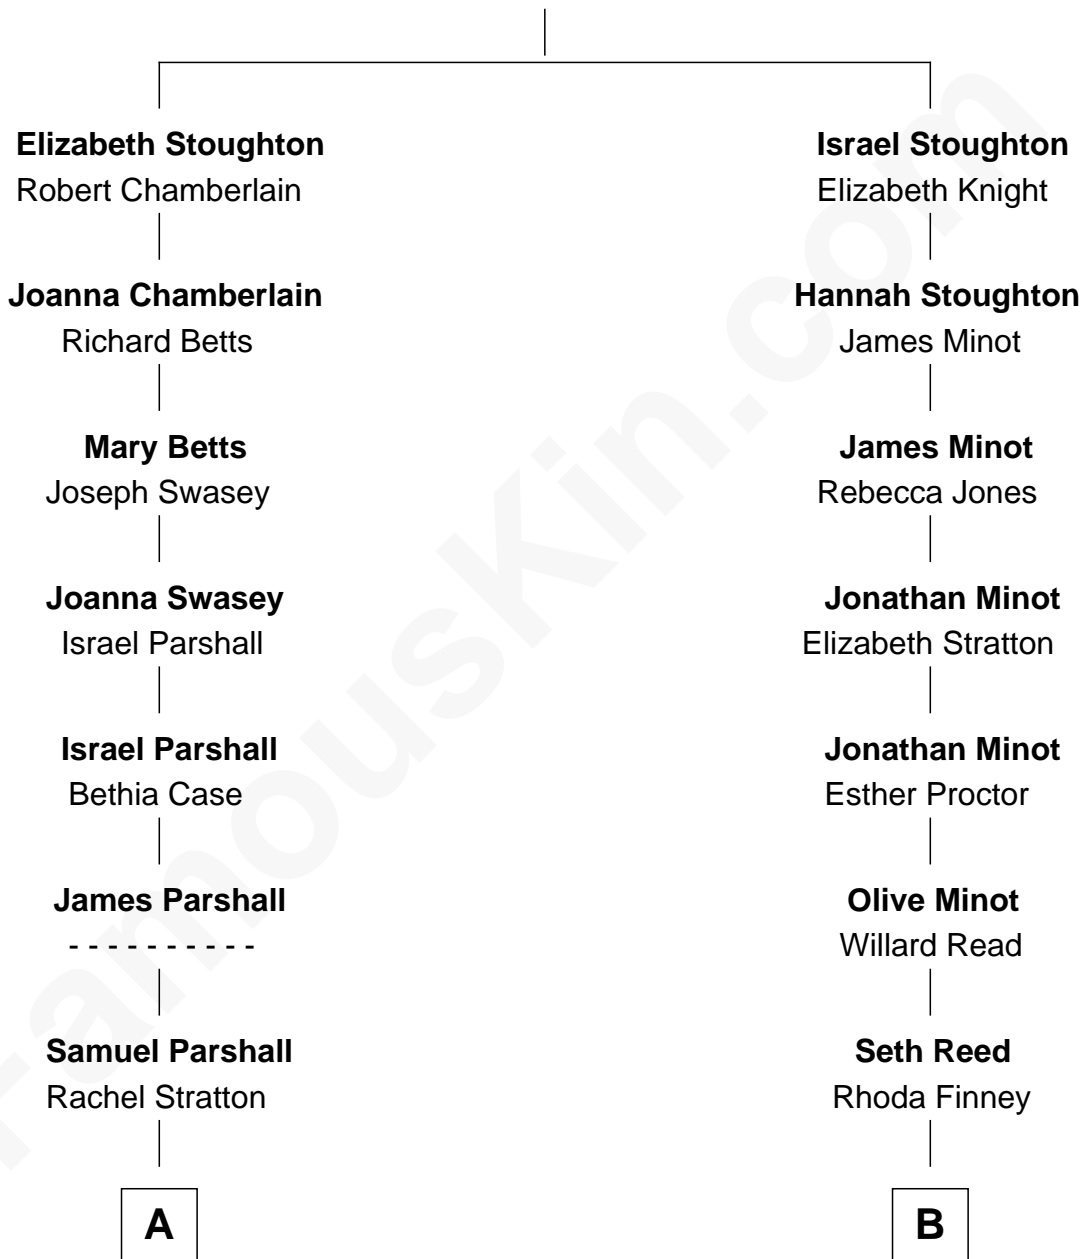 Elizabeth Stoughton
Robert Chamberlain
Joanna Chamberlain
Richard Betts
Mary Betts
Joseph Swasey
Joanna Swasey
Israel Parshall
Israel Parshall
Bethia Case
James Parshall
- - - - - - - - - -
Samuel Parshall
Rachel Stratton
A
Israel Stoughton
Elizabeth Knight
Hannah Stoughton
James Minot
James Minot
Rebecca Jones
Jonathan Minot
Elizabeth Stratton
Jonathan Minot
Esther Proctor
Olive Minot
Willard Read
Seth Reed
Rhoda Finney
B
FamousKin.com